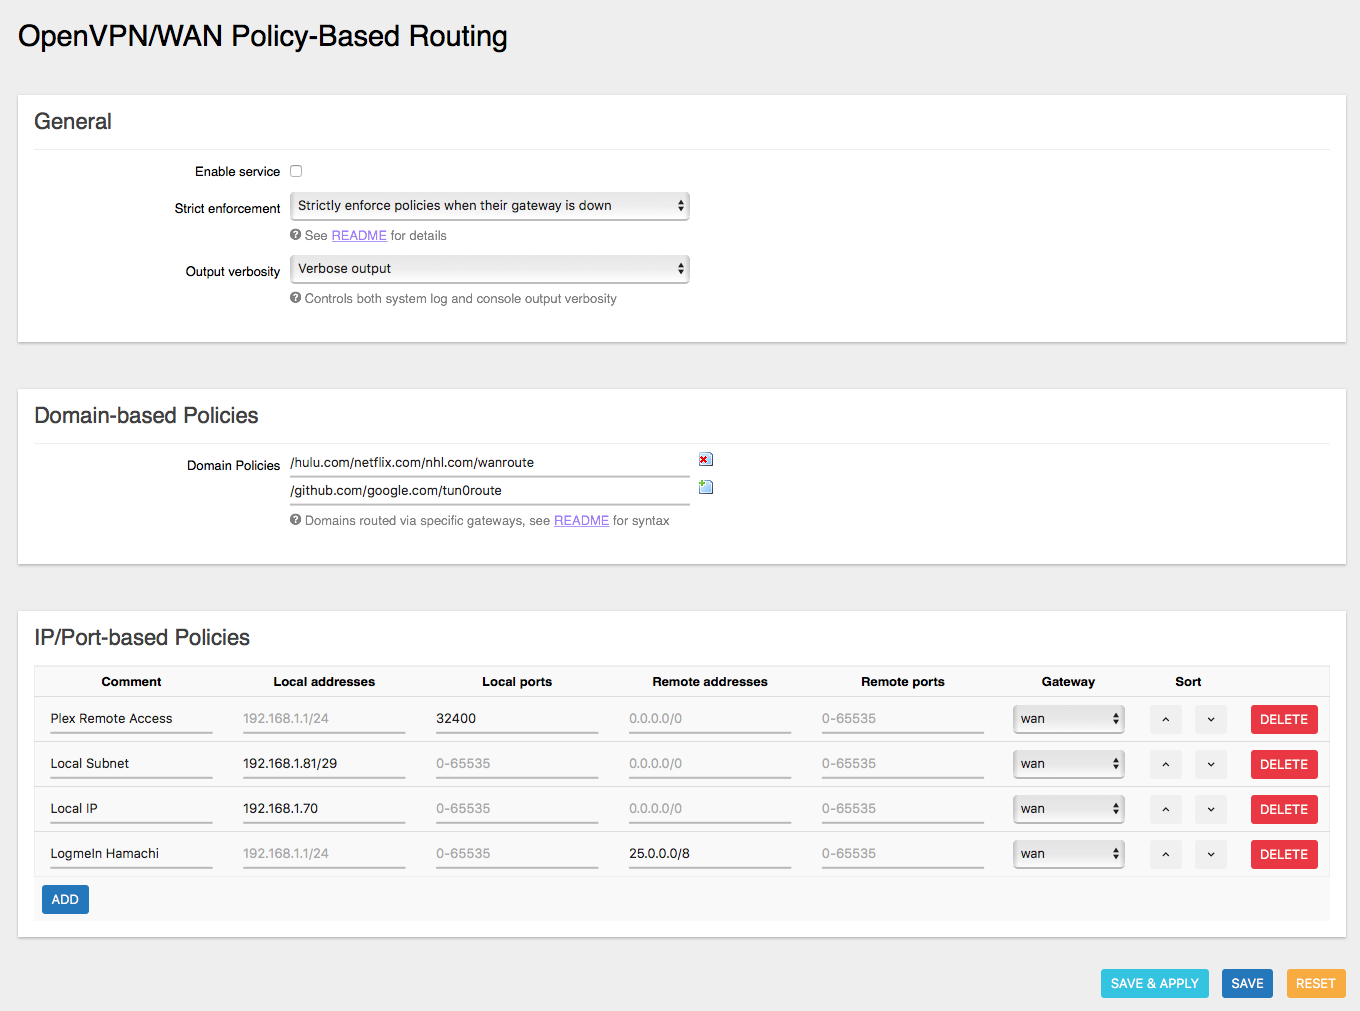 OpenVPN/WAN Policy-Based Routing
General
Enable service
Strict enforcement Strictly enforce policies when their gateway is down
See README for details
Output verbosity Verbose output
Controls both system log and console output verbosity
Domain-based Policies
Domain Policies /hulu.com/netflix.com/nhl.com/wanroute
/github.com/google.com/tun0route
Domains routed via specific gateways, see README for syntax
IP/Port-based Policies
Comment Local addresses Local ports Remote addresses Remote ports Gateway Sort
Plex Remote Access 192.168.1.1/24 32400 0.0.0.0/0 0-65535 wan DELETE
Local Subnet 192.168.1.81/29 0-65535 0.0.0.0/0 0-65535 wan DELETE
Local IP 192.168.1.70 0-65535 0.0.0.0/0 0-65535 wan DELETE
LogmeIn Hamachi 192.168.1.1/24 0-65535 25.0.0.0/8 0-65535 wan DELETE
ADD
SAVE & APPLY SAVE RESET